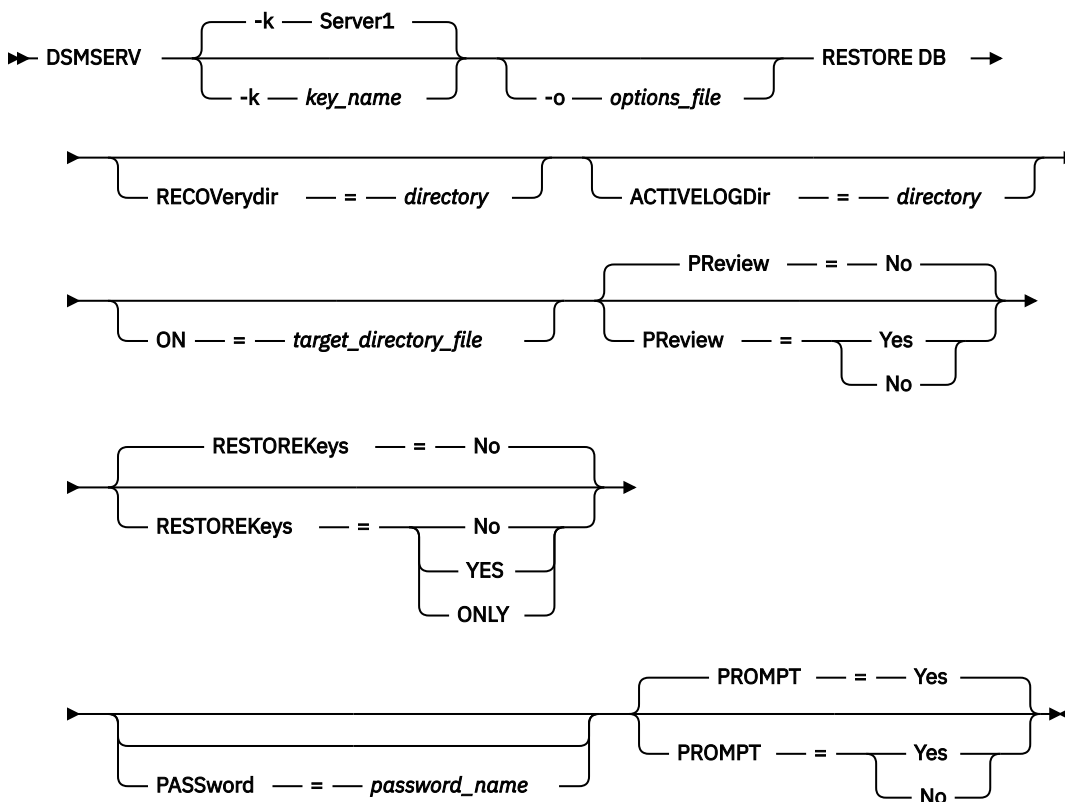 -k Server1
DSMSERV RESTORE DB
-k key_name -o options_file
RECOVerydir = directory ACTIVELOGDir = directory
PReview = No
ON = target_directory_file PReview = Yes
No
RESTOREKeys = No
RESTOREKeys = No
YES
ONLY
PROMPT = Yes
PROMPT = Yes
PASSword = password_name
No